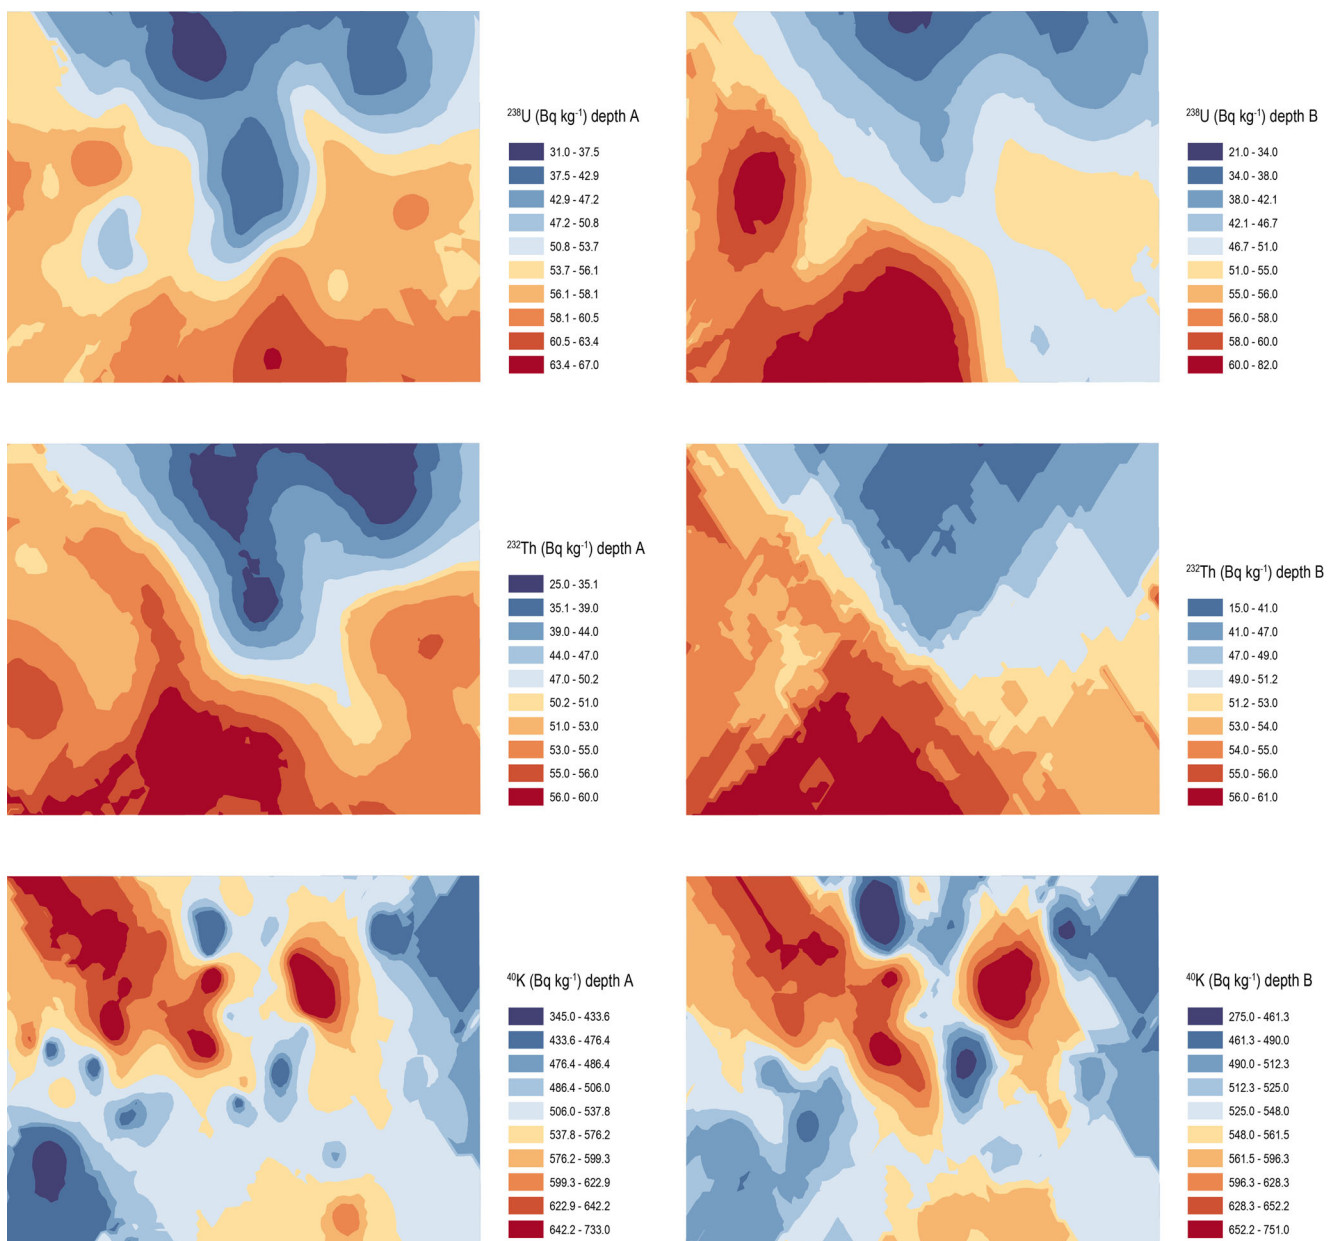 ²³⁸U (Bq kg⁻¹) depth A
31.0 - 37.5
37.5 - 42.9
42.9 - 47.2
47.2 - 50.8
50.8 - 53.7
53.7 - 56.1
56.1 - 58.1
58.1 - 60.5
60.5 - 63.4
63.4 - 67.0
²³⁸U (Bq kg⁻¹) depth B
21.0 - 34.0
34.0 - 38.0
38.0 - 42.1
42.1 - 46.7
46.7 - 51.0
51.0 - 55.0
55.0 - 56.0
56.0 - 58.0
58.0 - 60.0
60.0 - 82.0
²³²Th (Bq kg⁻¹) depth A
25.0 - 35.1
35.1 - 39.0
39.0 - 44.0
44.0 - 47.0
47.0 - 50.2
50.2 - 51.0
51.0 - 53.0
53.0 - 55.0
55.0 - 56.0
56.0 - 60.0
²³²Th (Bq kg⁻¹) depth B
15.0 - 41.0
41.0 - 47.0
47.0 - 49.0
49.0 - 51.2
51.2 - 53.0
53.0 - 54.0
54.0 - 55.0
55.0 - 56.0
56.0 - 61.0
⁴⁰K (Bq kg⁻¹) depth A
345.0 - 433.6
433.6 - 476.4
476.4 - 486.4
486.4 - 506.0
506.0 - 537.8
537.8 - 576.2
576.2 - 599.3
599.3 - 622.9
622.9 - 642.2
642.2 - 733.0
⁴⁰K (Bq kg⁻¹) depth B
275.0 - 461.3
461.3 - 490.0
490.0 - 512.3
512.3 - 525.0
525.0 - 548.0
548.0 - 561.5
561.5 - 596.3
596.3 - 628.3
628.3 - 652.2
652.2 - 751.0